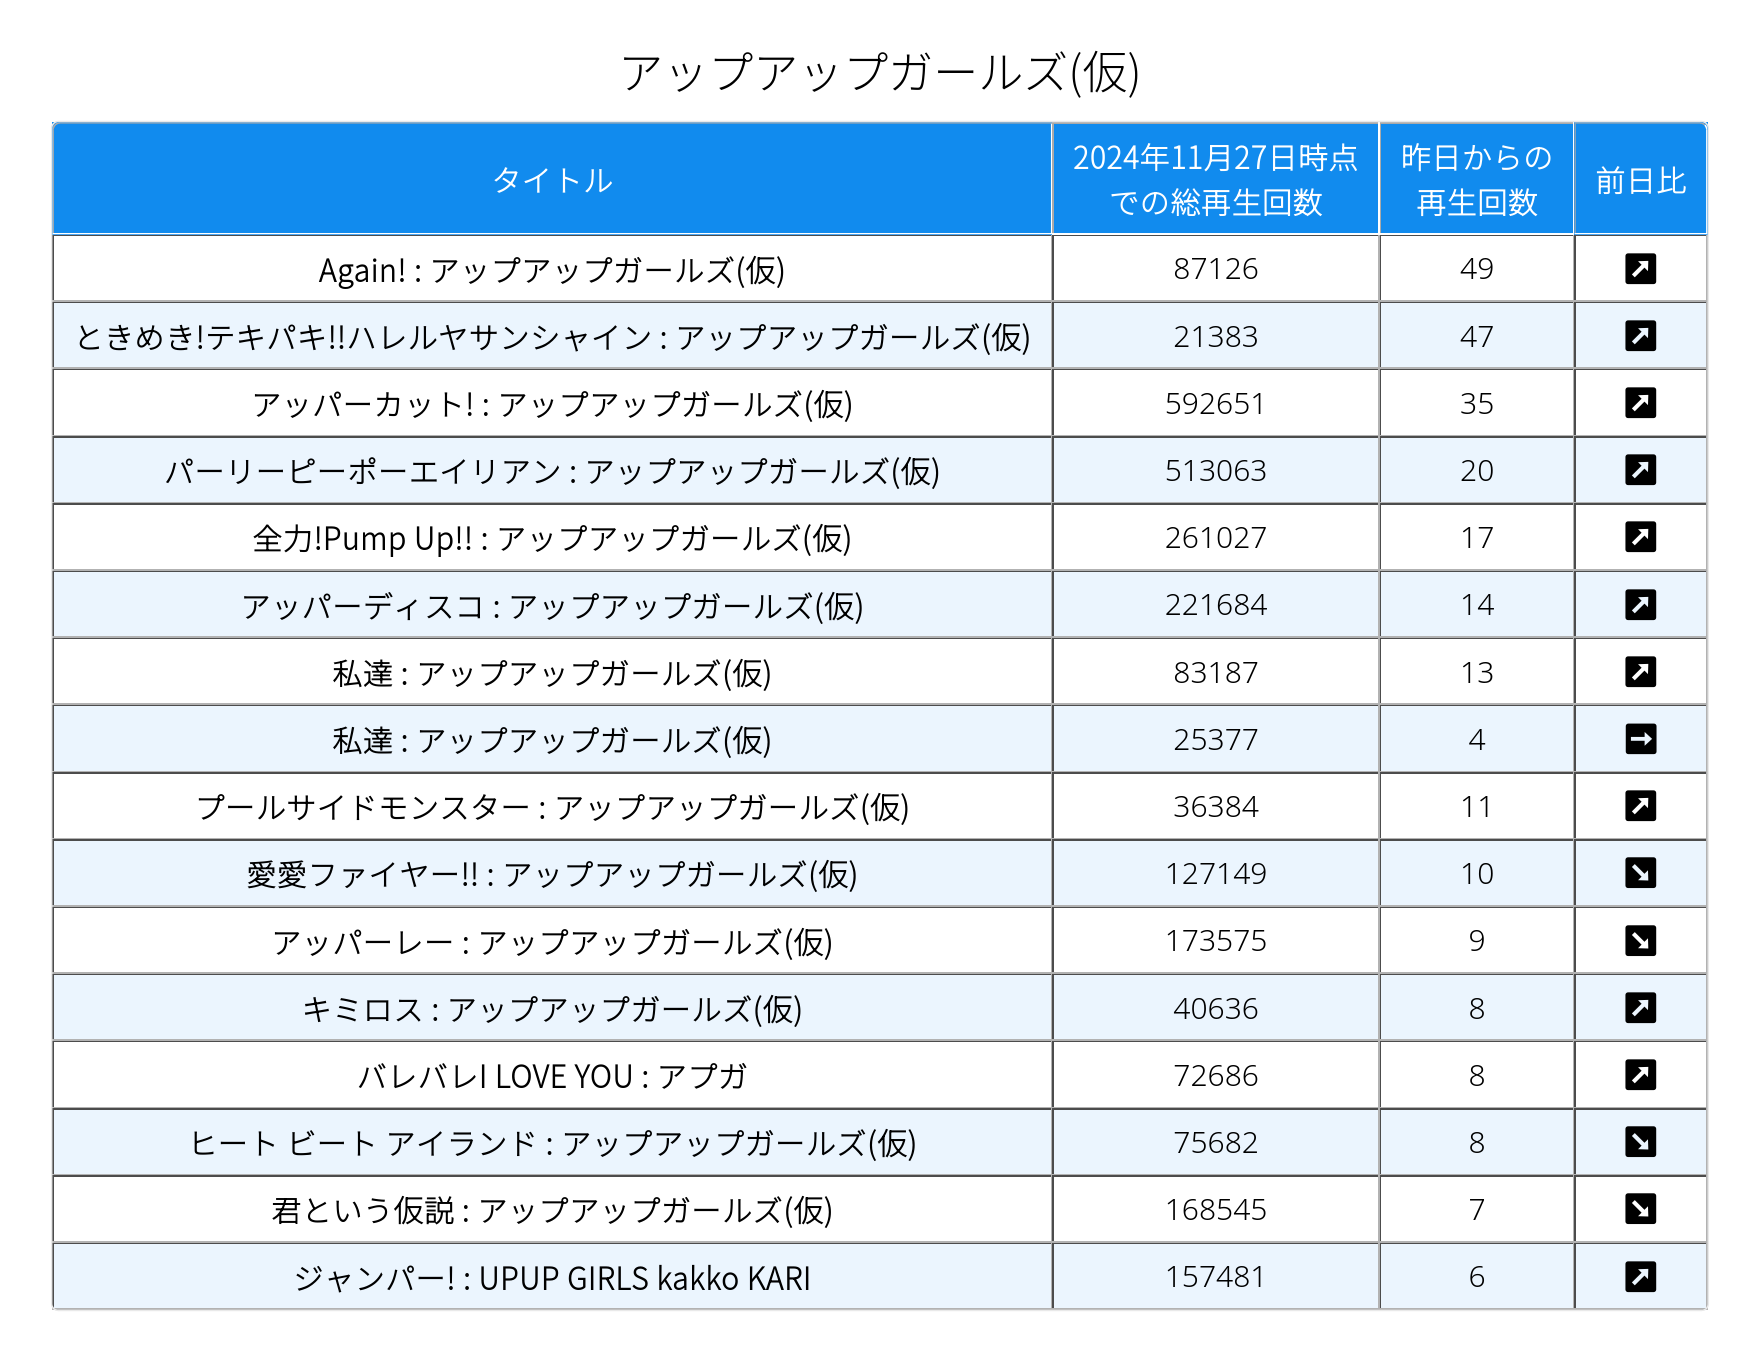 アップアップガールズ(仮)
タイトル 2024年11月27日時点での総再生回数 昨日からの再生回数 前日比
Again! : アップアップガールズ(仮) 87126 49 ↗
ときめき!テキパキ!!ハレルヤサンシャイン : アップアップガールズ(仮) 21383 47 ↗
アッパーカット! : アップアップガールズ(仮) 592651 35 ↗
パーリーピーポーエイリアン : アップアップガールズ(仮) 513063 20 ↗
全力!Pump Up!! : アップアップガールズ(仮) 261027 17 ↗
アッパーディスコ : アップアップガールズ(仮) 221684 14 ↗
私達 : アップアップガールズ(仮) 83187 13 ↗
私達 : アップアップガールズ(仮) 25377 4 →
プールサイドモンスター : アップアップガールズ(仮) 36384 11 ↗
愛愛ファイヤー!! : アップアップガールズ(仮) 127149 10 ↘
アッパーレー : アップアップガールズ(仮) 173575 9 ↘
キミロス : アップアップガールズ(仮) 40636 8 ↗
バレバレI LOVE YOU : アプガ 72686 8 ↗
ヒート ビート アイランド : アップアップガールズ(仮) 75682 8 ↘
君という仮説 : アップアップガールズ(仮) 168545 7 ↘
ジャンパー! : UPUP GIRLS kakko KARI 157481 6 ↗